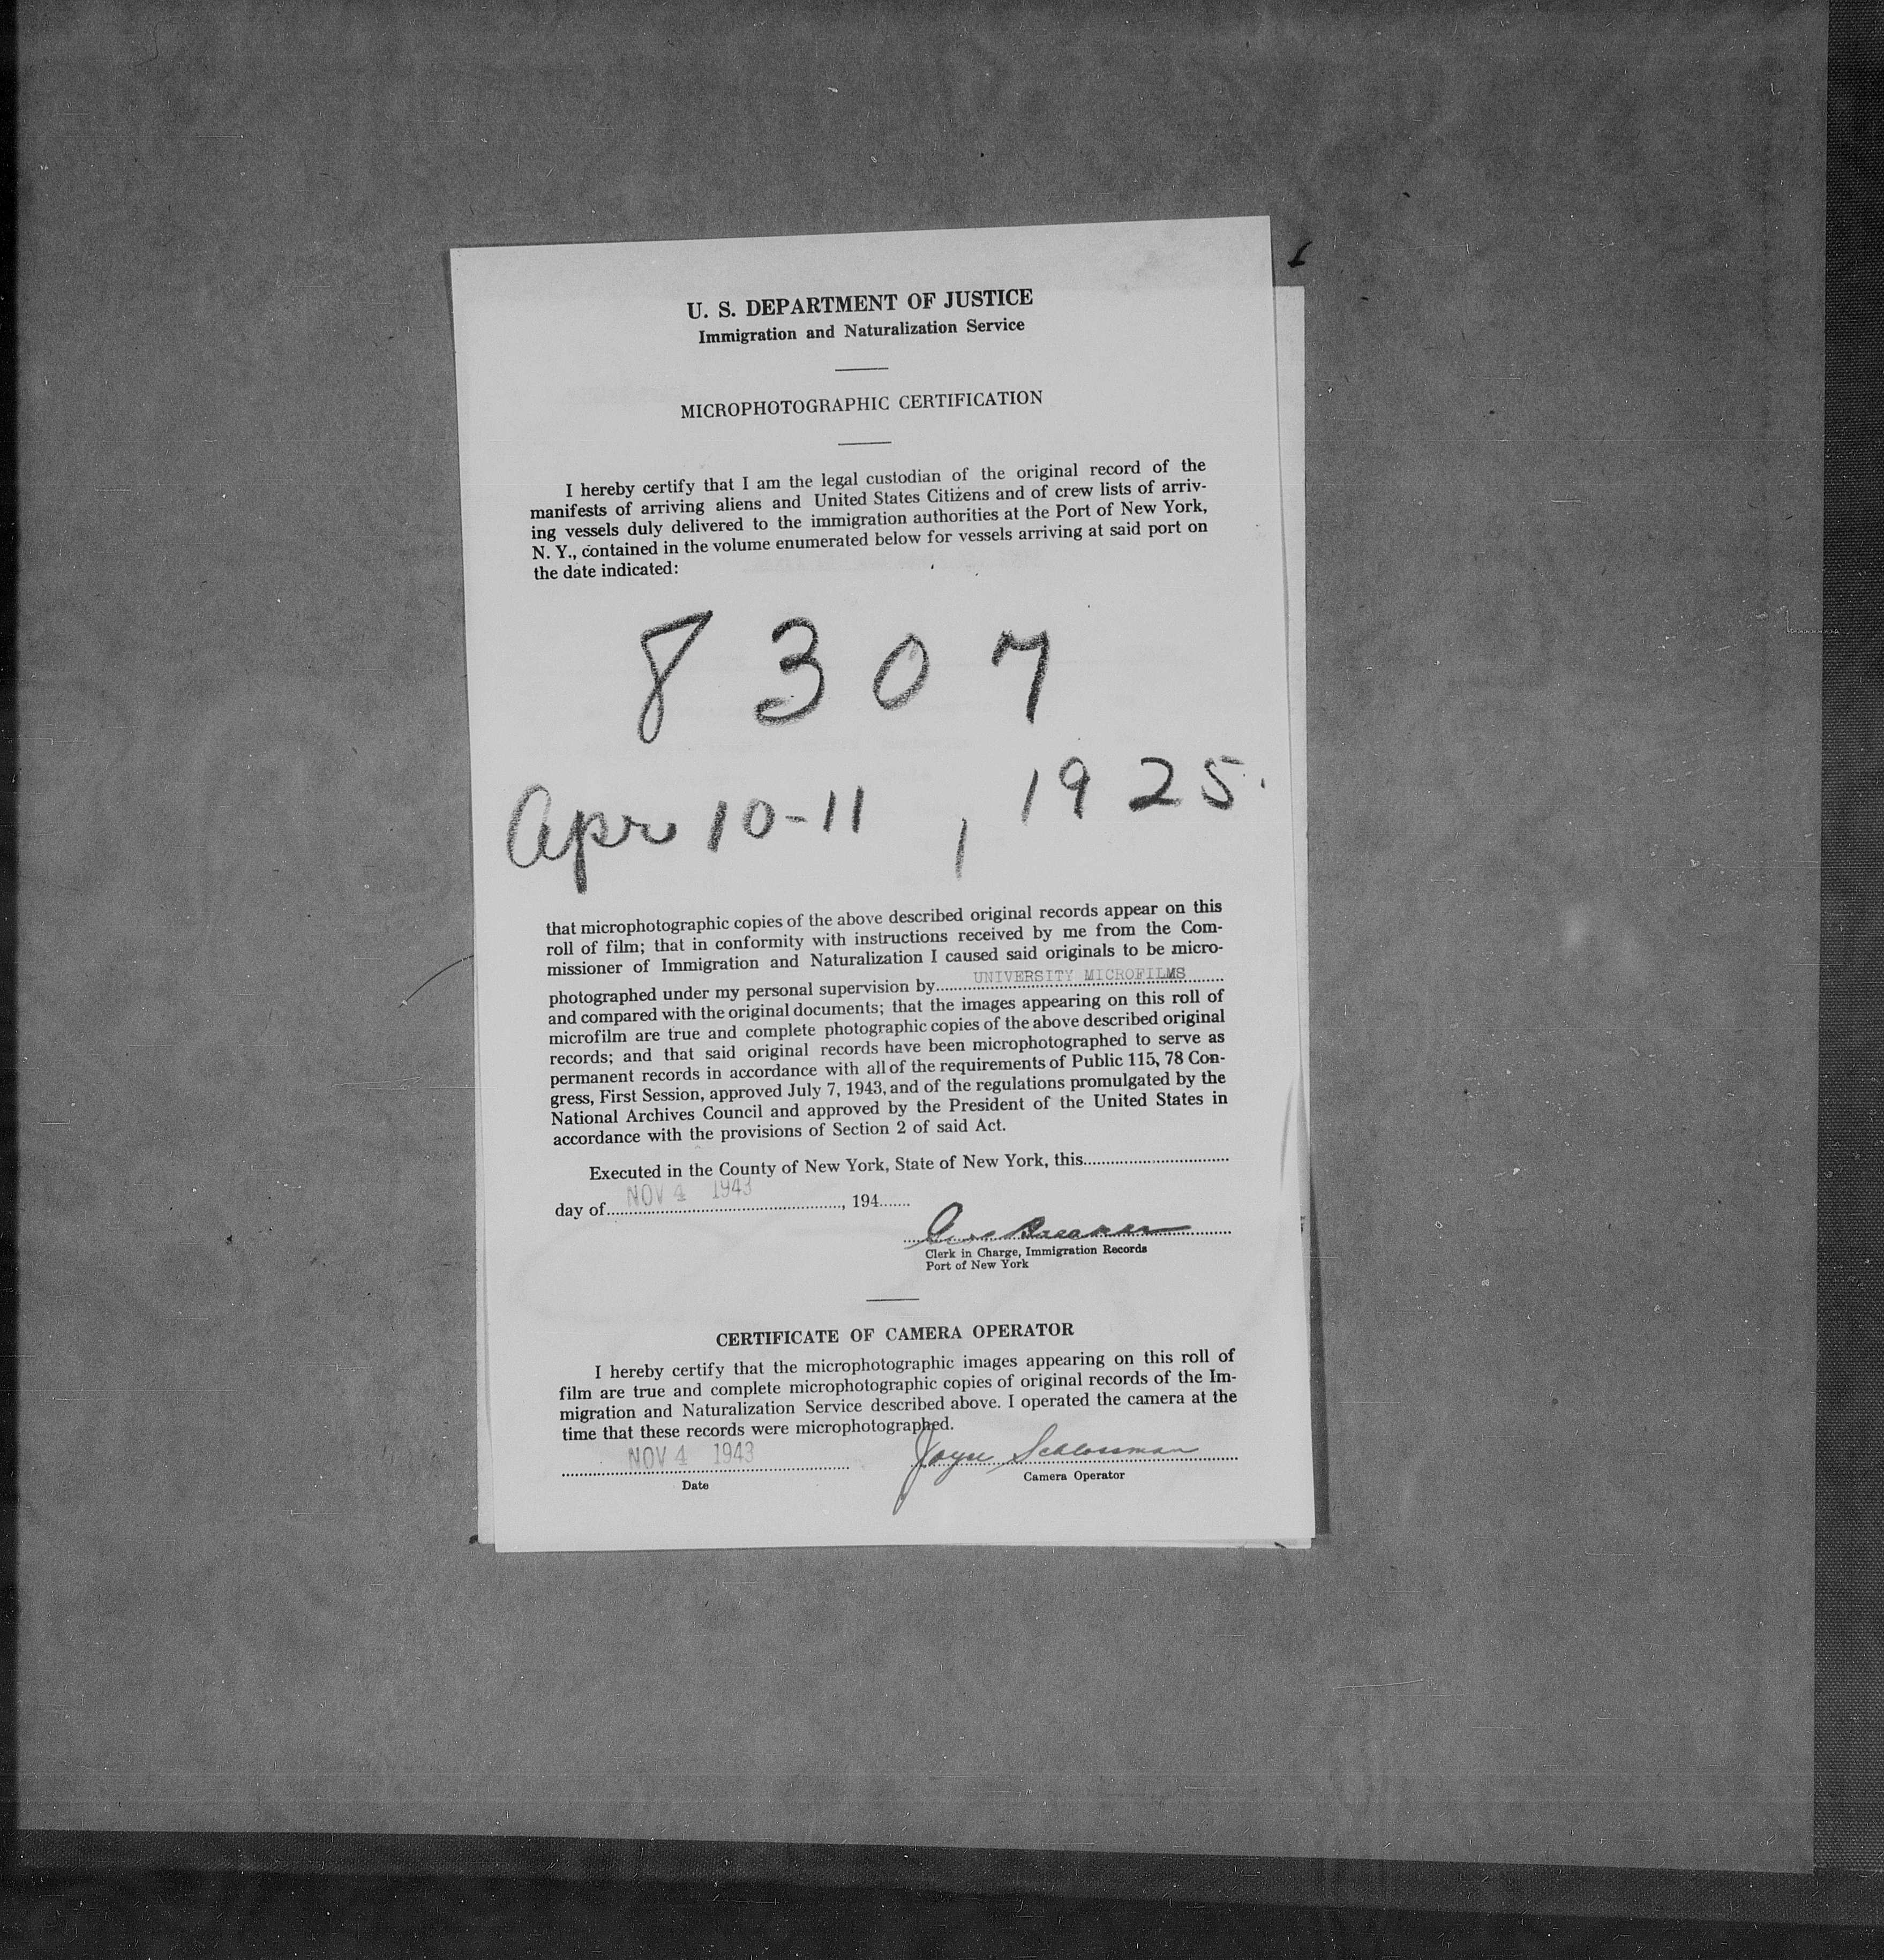 U. S. DEPARTMENT OF JUSTICE
Immigration and Naturalization Service
MICROPHOTOGRAPHIC CERTIFICATION
I hereby certify that I am the legal custodian of the original record of the
manifests of arriving aliens and United States Citizens and of crew lists of arriv-
ing vessels duly delivered to the immigration authorities at the Port of New York,
N. Y., contained in the volume enumerated below for vessels arriving at said port on
the date indicated:
8307
Apr 10-11, 1925.
that microphotographic copies of the above described original records appear on this
roll of film; that in conformity with instructions received by me from the Com-
missioner of Immigration and Naturalization I caused said originals to be micro-
photographed under my personal supervision by UNIVERSITY MICROFILMS
and compared with the original documents; that the images appearing on this roll of
microfilm are true and complete photographic copies of the above described original
records; and that said original records have been microphotographed to serve as
permanent records in accordance with all of the requirements of Public 115, 78 Con-
gress, First Session, approved July 7, 1943, and of the regulations promulgated by the
National Archives Council and approved by the President of the United States in
accordance with the provisions of Section 2 of said Act.
Executed in the County of New York, State of New York, this
day of NOV 4 1943, 194
Clerk in Charge, Immigration Records
Port of New York
CERTIFICATE OF CAMERA OPERATOR
I hereby certify that the microphotographic images appearing on this roll of
film are true and complete microphotographic copies of original records of the Im-
migration and Naturalization Service described above. I operated the camera at the
time that these records were microphotographed.
NOV 4 1943 Schlossman
Date Camera Operator